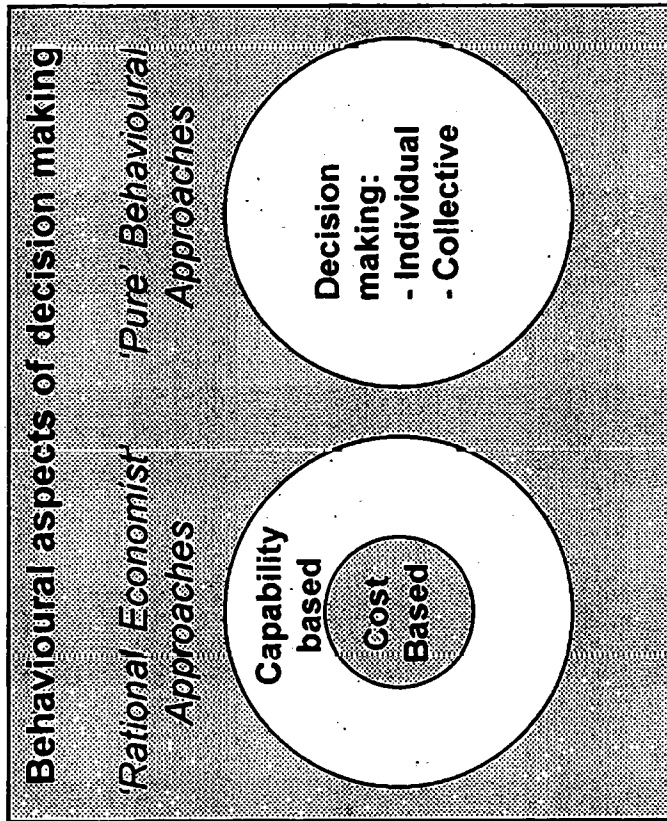 Behavioural aspects of decision making
'Rational Economist'
Approaches
Capability
based
Cost
Based
'Pure' Behavioural
Approaches
Decision
making:
- Individual
- Collective